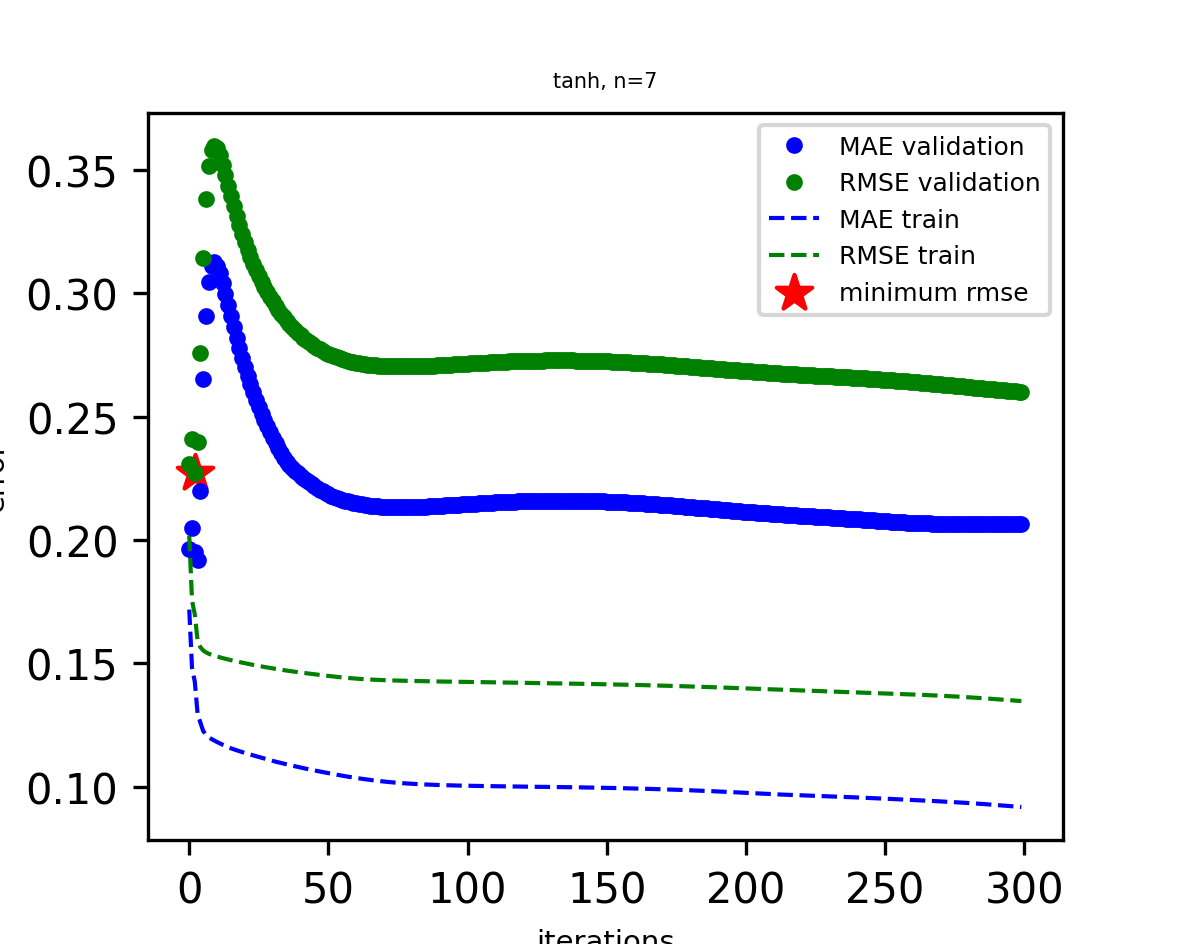 tanh, n=7
0.35
0.30
0.25
0.20
0.15
0.10
MAE validation
RMSE validation
MAE train
RMSE train
minimum rmse
0 50 100 150 200 250 300
iterations